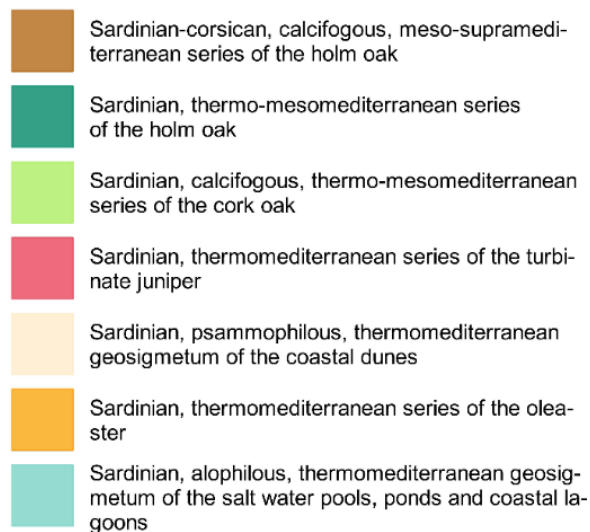 Sardinian-corsican, calcifogous, meso-supramedi-
terranean series of the holm oak
Sardinian, thermo-mesomediterranean series
of the holm oak
Sardinian, calcifogous, thermo-mesomediterranean
series of the cork oak
Sardinian, thermomediterranean series of the turbi-
nate juniper
Sardinian, psammophilous, thermomediterranean
geosigmetum of the coastal dunes
Sardinian, thermomediterranean series of the olea-
ster
Sardinian, alophilous, thermomediterranean geosig-
metum of the salt water pools, ponds and coastal la-
goons